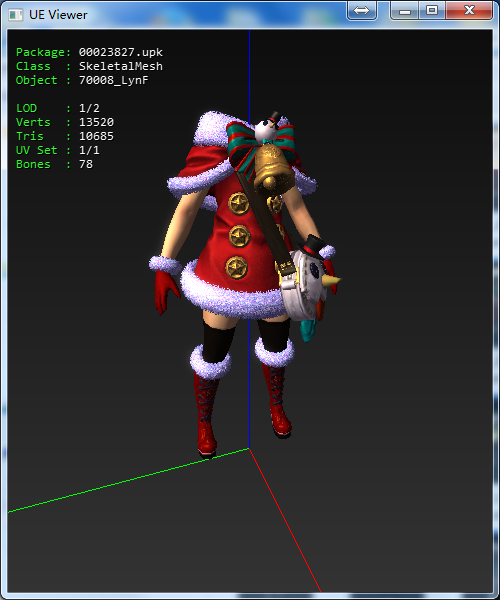 UE Viewer
Package: 00023827.upk
Class : SkeletalMesh
Object : 70008_LynF
LOD : 1/2
Verts : 13520
Tris : 10685
UV Set : 1/1
Bones : 78